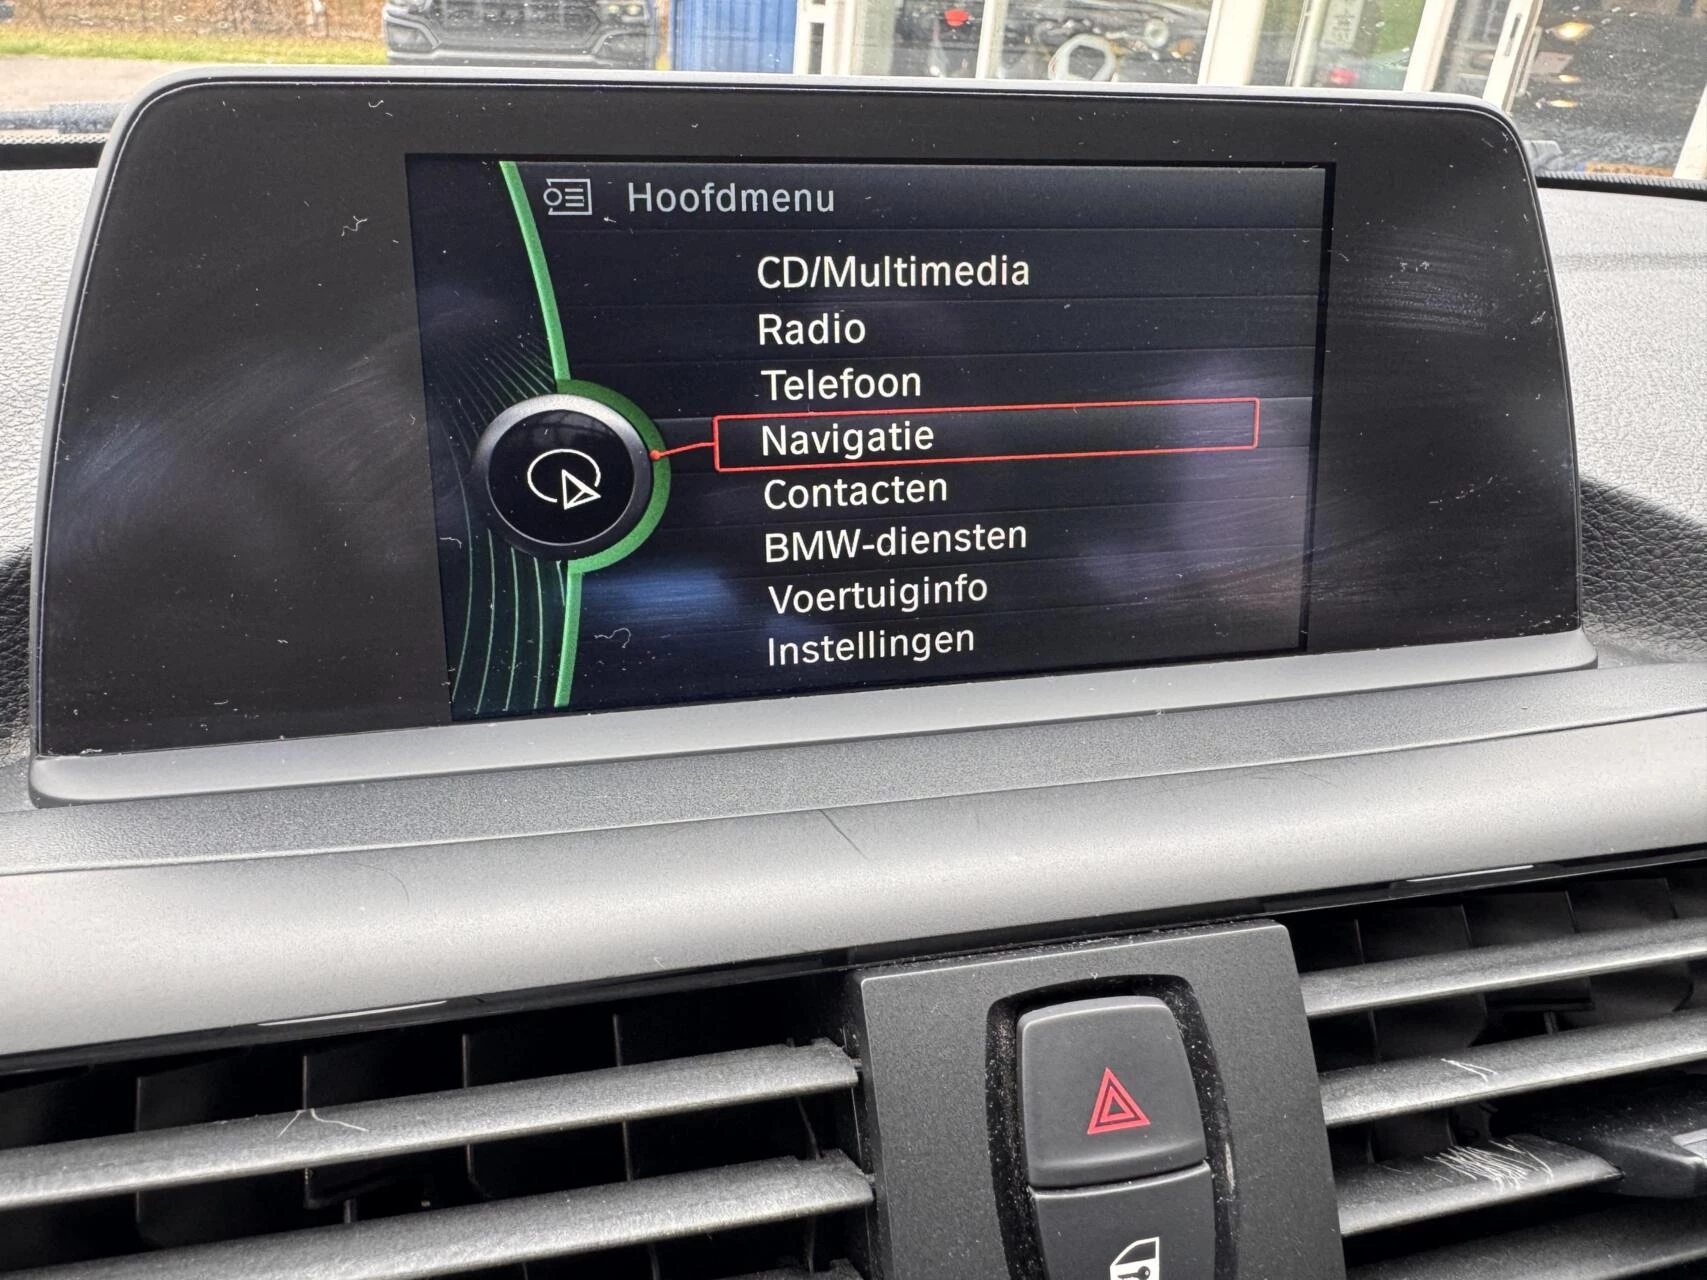 Hoofdmenu
CD/Multimedia
Radio
Telefoon
Navigatie
Contacten
BMW-diensten
Voertuiginfo
Instellingen